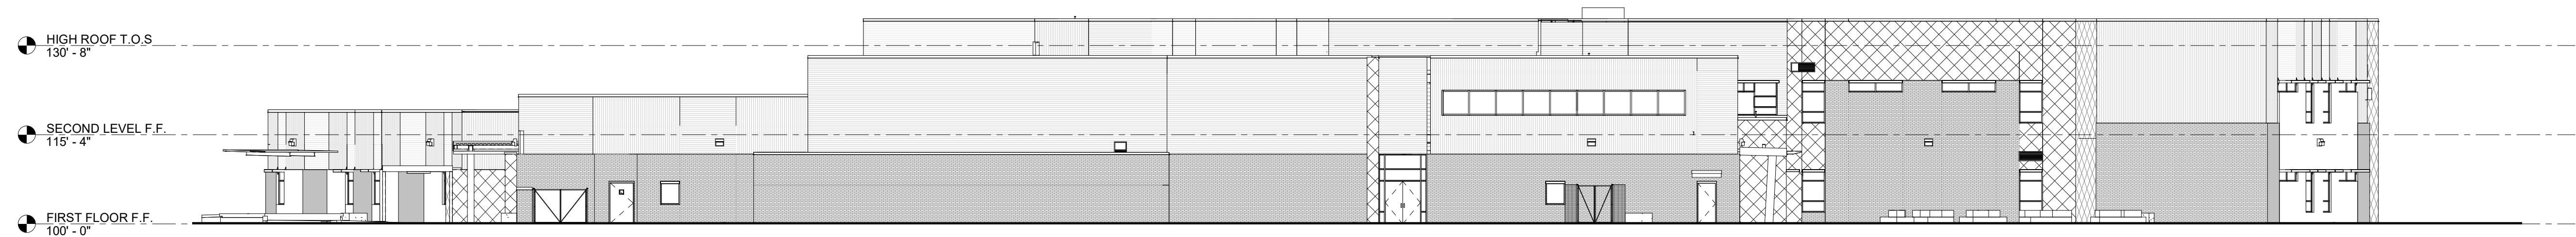 HIGH ROOF T.O.S
130' - 8"
SECOND LEVEL F.F.
115' - 4"
FIRST FLOOR F.F.
100' - 0"